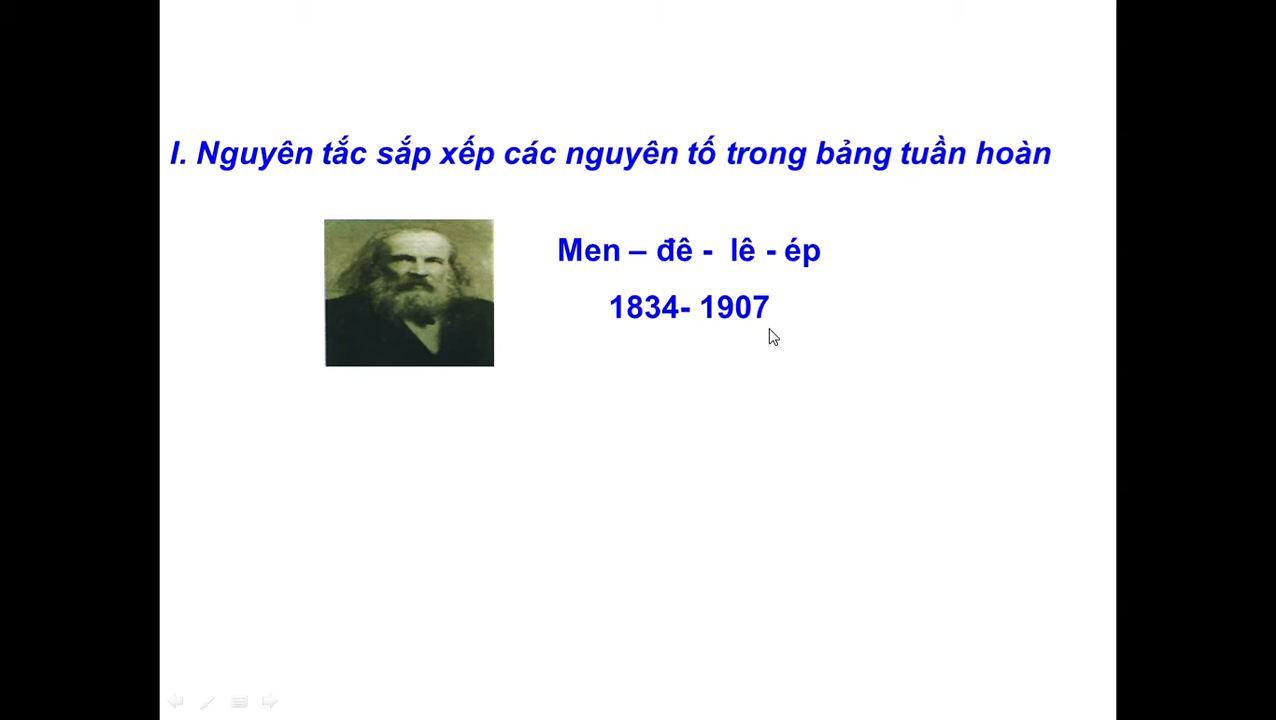 I. Nguyên tắc sắp xếp các nguyên tố trong bảng tuần hoàn
Men – đê - lê - ép
1834- 1907